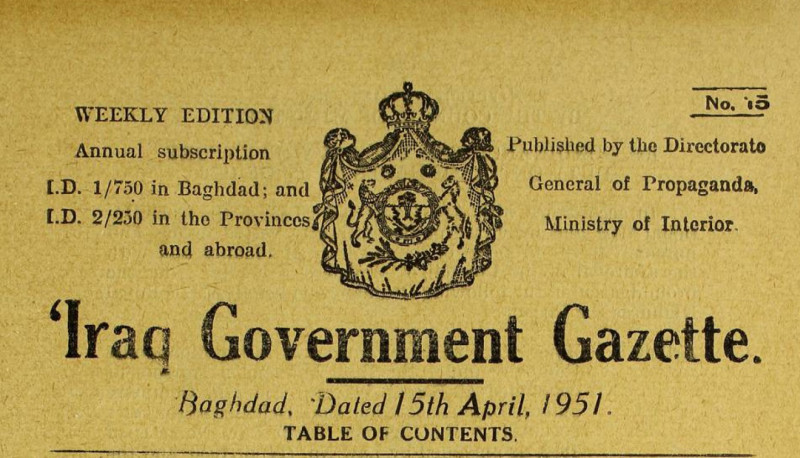 WEEKLY EDITION
Annual subscription
I.D. 1/750 in Baghdad; and
I.D. 2/250 in the Provinces,
and abroad.
No. 15
Published by the Directorate
General of Propaganda,
Ministry of Interior.
‘Iraq Government Gazette.
Baghdad, Dated 15th April, 1951.
TABLE OF CONTENTS.